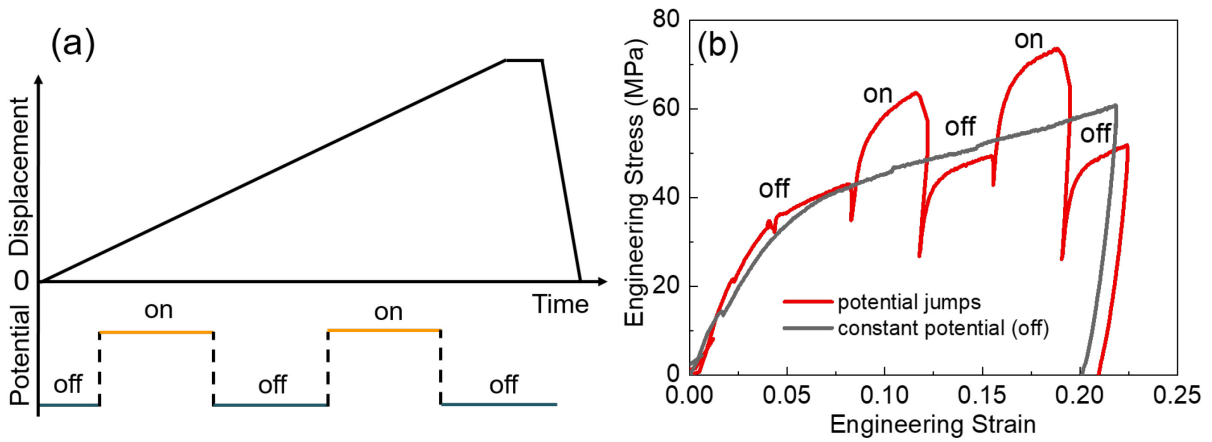 (a)
Displacement
0
Time
Potential
on
on
off
off
off
(b)
Engineering Stress (MPa)
80
60
40
20
0
on
on
off
off
off
potential jumps
constant potential (off)
0.00
0.05
0.10
0.15
0.20
0.25
Engineering Strain